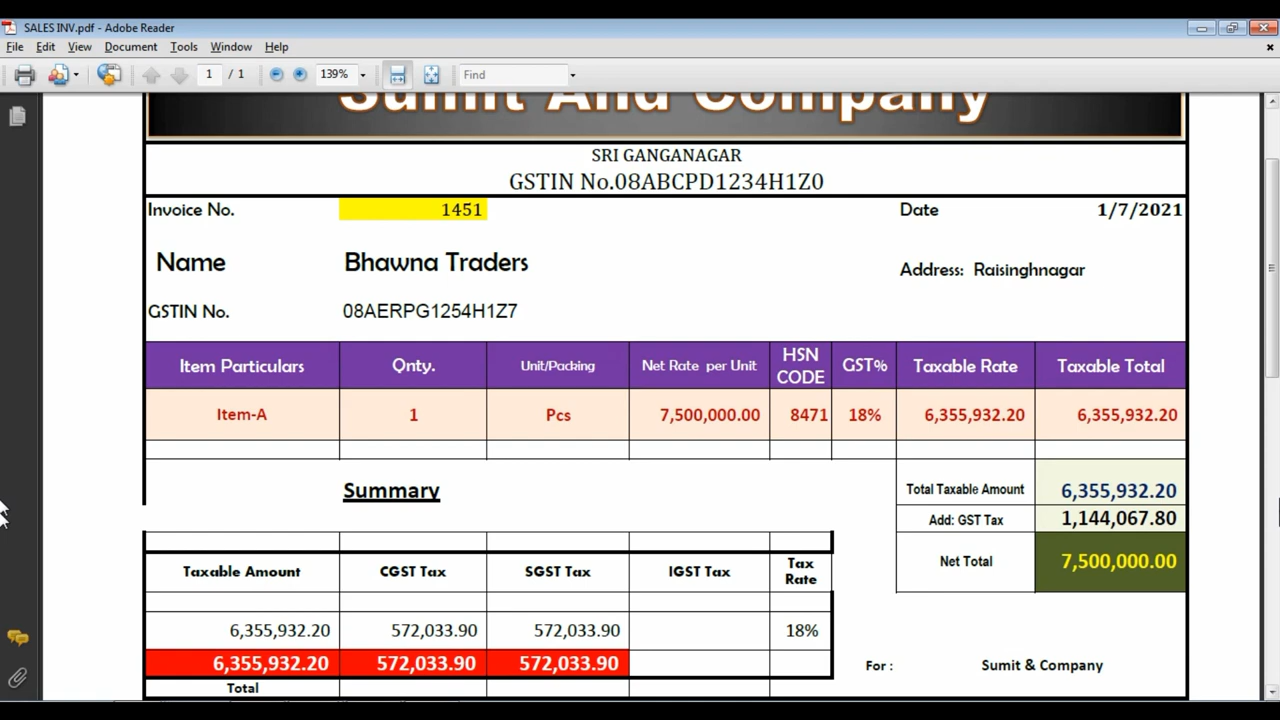 SALES INV.pdf - Adobe Reader
File Edit View Document Tools Window Help
1 / 1 139% Find
Sumit And Company
SRI GANGANAGAR
GSTIN No.08ABCPD1234H1Z0
Invoice No. 1451 Date 1/7/2021
Name Bhawna Traders Address: Raisinghnagar
GSTIN No. 08AERPG1254H1Z7
Item Particulars Qnty. Unit/Packing Net Rate per Unit HSN CODE GST% Taxable Rate Taxable Total
Item-A 1 Pcs 7,500,000.00 8471 18% 6,355,932.20 6,355,932.20
Summary
Total Taxable Amount 6,355,932.20
Add: GST Tax 1,144,067.80
Net Total 7,500,000.00
Taxable Amount CGST Tax SGST Tax IGST Tax Tax Rate
6,355,932.20 572,033.90 572,033.90 18%
6,355,932.20 572,033.90 572,033.90
For : Sumit & Company
Total